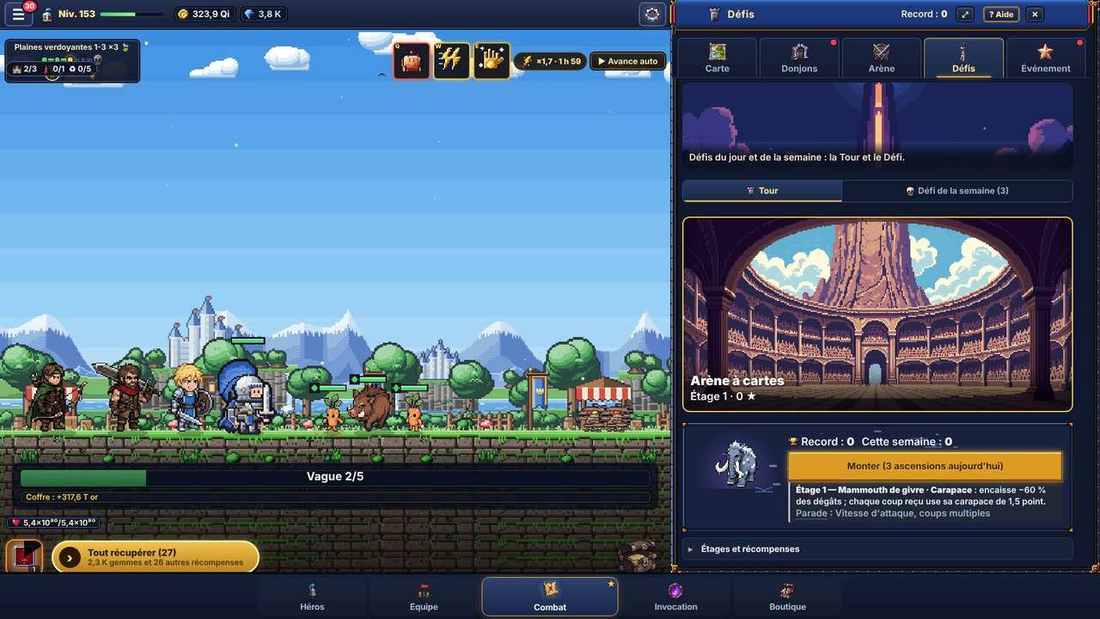 30
Niv. 153
323,9 Qi
3,8 K
Plaines verdoyantes 1-3 ×3
2/3 0/1 0/5
Q
W
×1,7 · 1 h 59
Avance auto
Vague 2/5
Coffre : +317,6 T or
5,4×10³⁰/5,4×10³⁰
1
Tout récupérer (27)
2,3 K gemmes et 26 autres récompenses
Défis
Record : 0
? Aide
×
Carte
Donjons
Arène
Défis
Evénement
Défis du jour et de la semaine : la Tour et le Défi.
Tour
Défi de la semaine (3)
Arène à cartes
Étage 1 · 0 ★
Record : 0 Cette semaine : 0
Monter (3 ascensions aujourd'hui)
Étage 1 — Mammouth de givre · Carapace : encaisse −60 %
des dégâts ; chaque coup reçu use sa carapace de 1,5 point.
Parade : Vitesse d'attaque, coups multiples
Étages et récompenses
Héros
Équipe
Combat
Invocation
Boutique